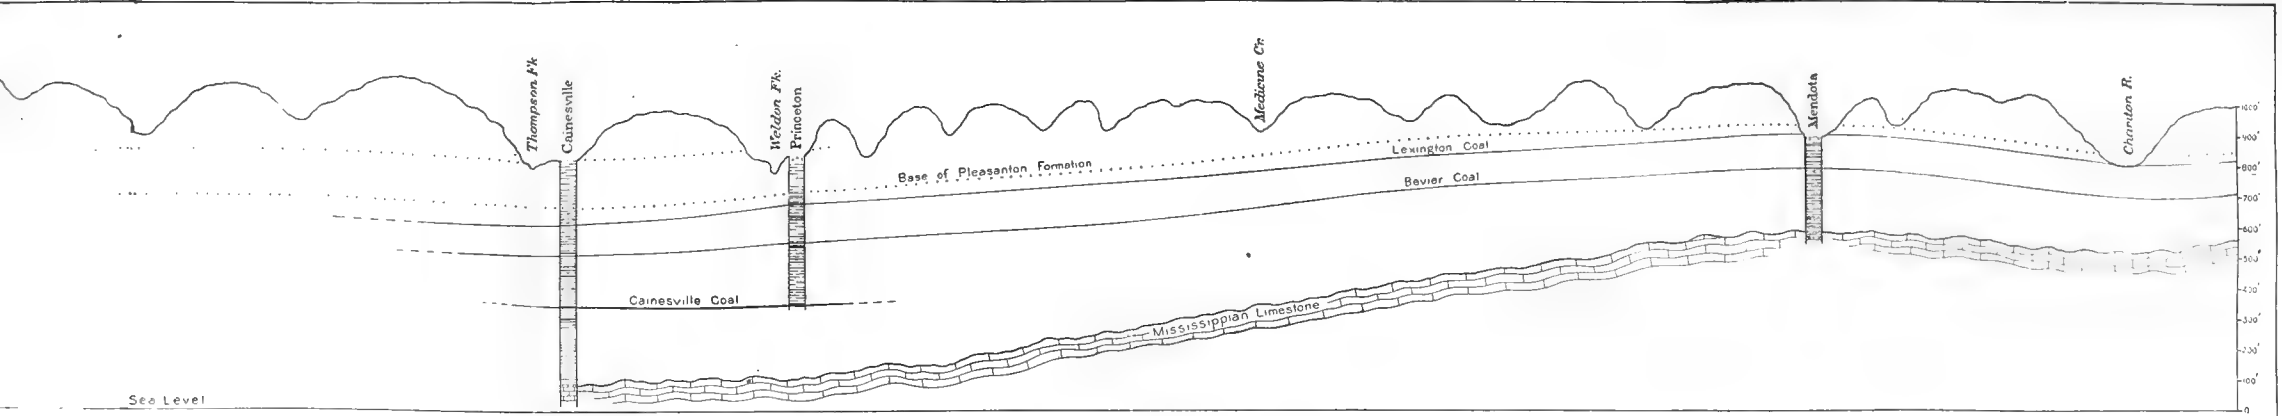 Thompson Fk
Cainesville
Weldon Fk.
Princeton
Medicine Cr.
Mendota
Chariton R.
Base of Pleasanton Formation
Lexington Coal
Bevier Coal
Cainesville Coal
Mississippian Limestone
Sea Level
1000'
900'
800'
700'
600'
500'
400'
300'
200'
100'
0